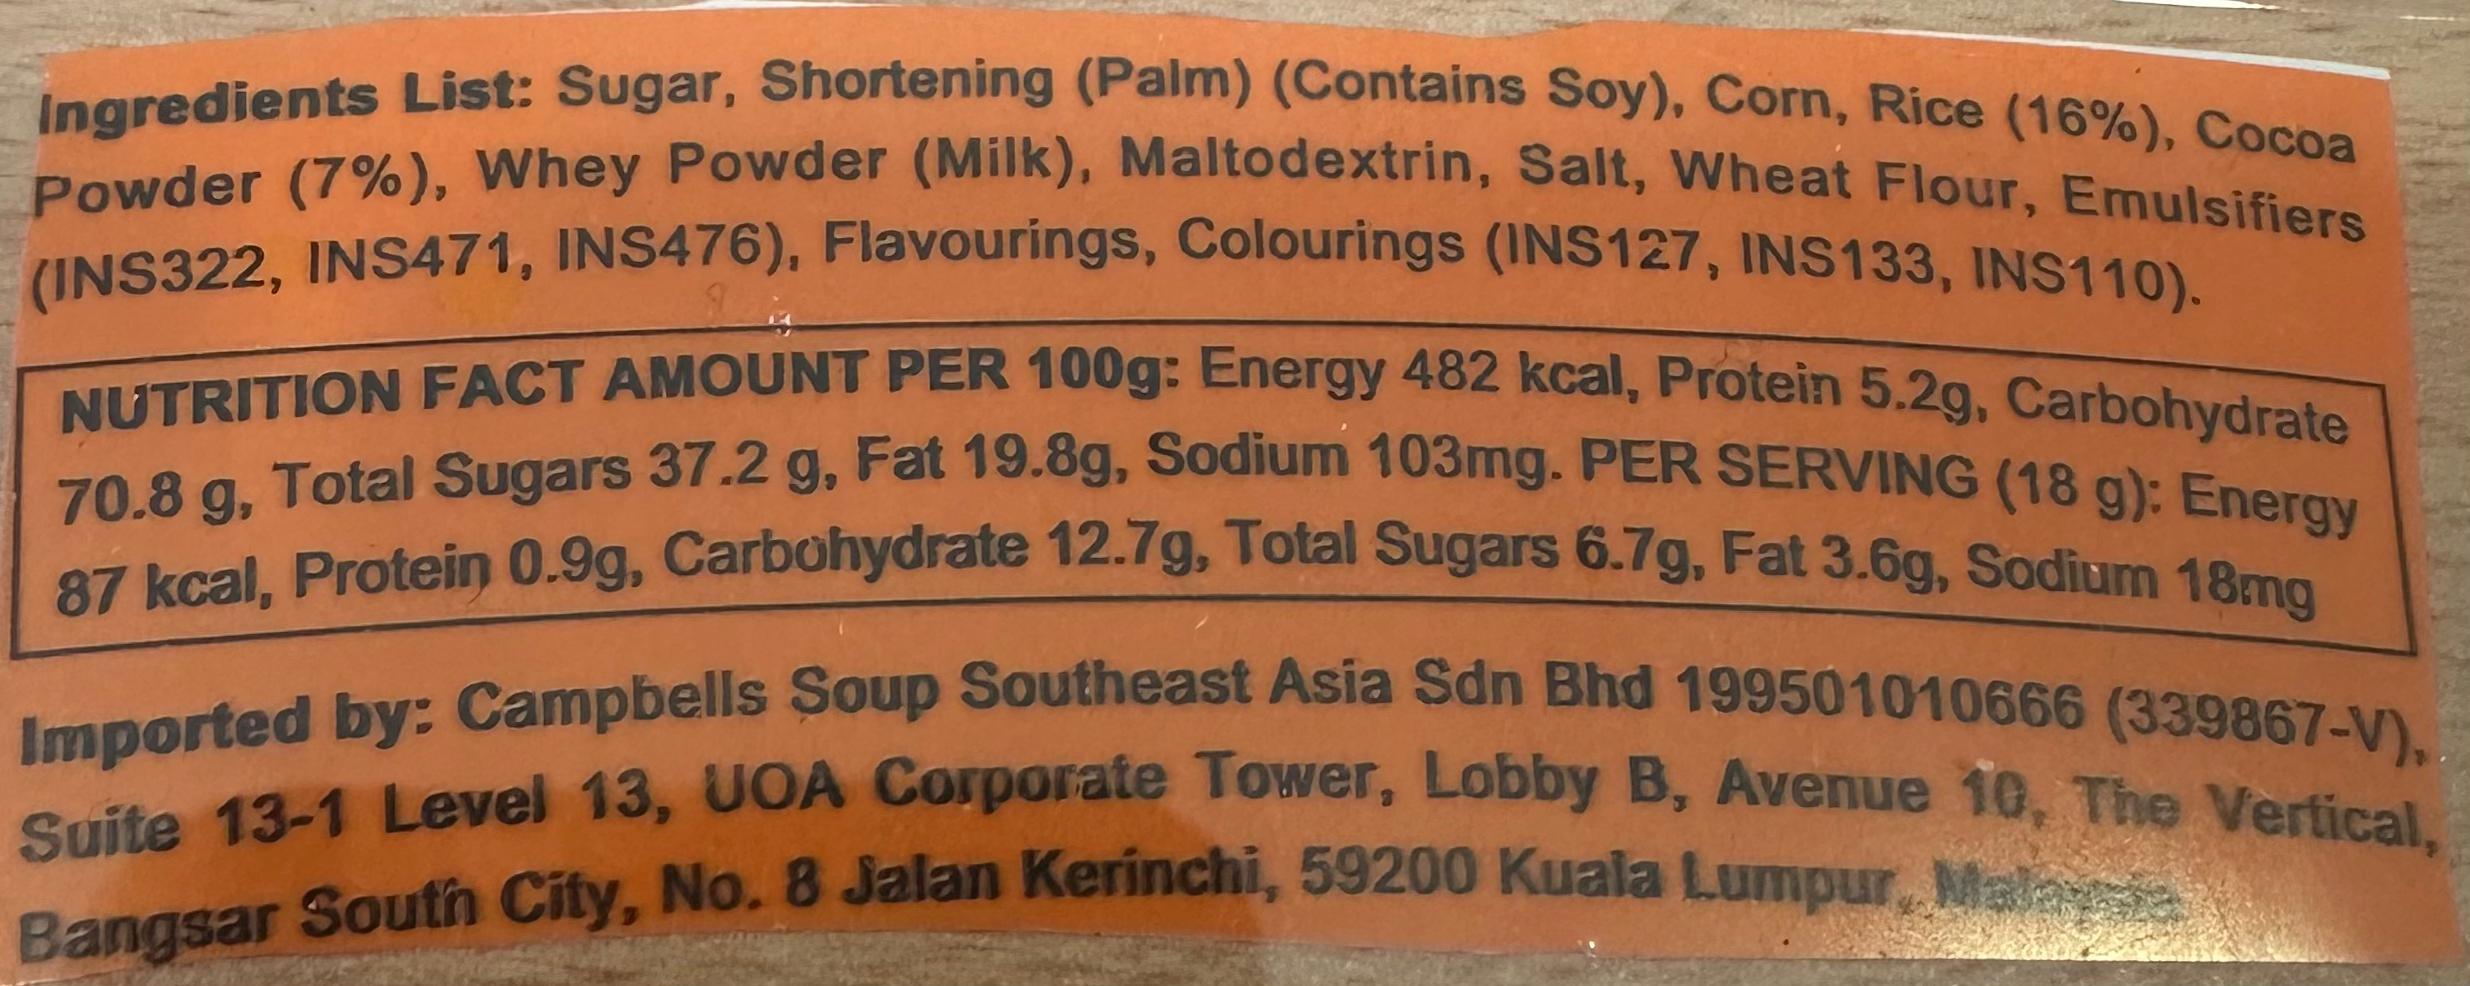 Ingredients List: Sugar, Shortening (Palm) (Contains Soy), Corn, Rice (16%), Cocoa
Powder (7%), Whey Powder (Milk), Maltodextrin, Salt, Wheat Flour, Emulsifiers
(INS322, INS471, INS476), Flavourings, Colourings (INS127, INS133, INS110).
NUTRITION FACT AMOUNT PER 100g: Energy 482 kcal, Protein 5.2g, Carbohydrate
70.8 g, Total Sugars 37.2 g, Fat 19.8g, Sodium 103mg. PER SERVING (18 g): Energy
87 kcal, Protein 0.9g, Carbohydrate 12.7g, Total Sugars 6.7g, Fat 3.6g, Sodium 18mg
Imported by: Campbells Soup Southeast Asia Sdn Bhd 199501010666 (339867-V),
Suite 13-1 Level 13, UOA Corporate Tower, Lobby B, Avenue 10, The Vertical,
Bangsar South City, No. 8 Jalan Kerinchi, 59200 Kuala Lumpur, Malaysia